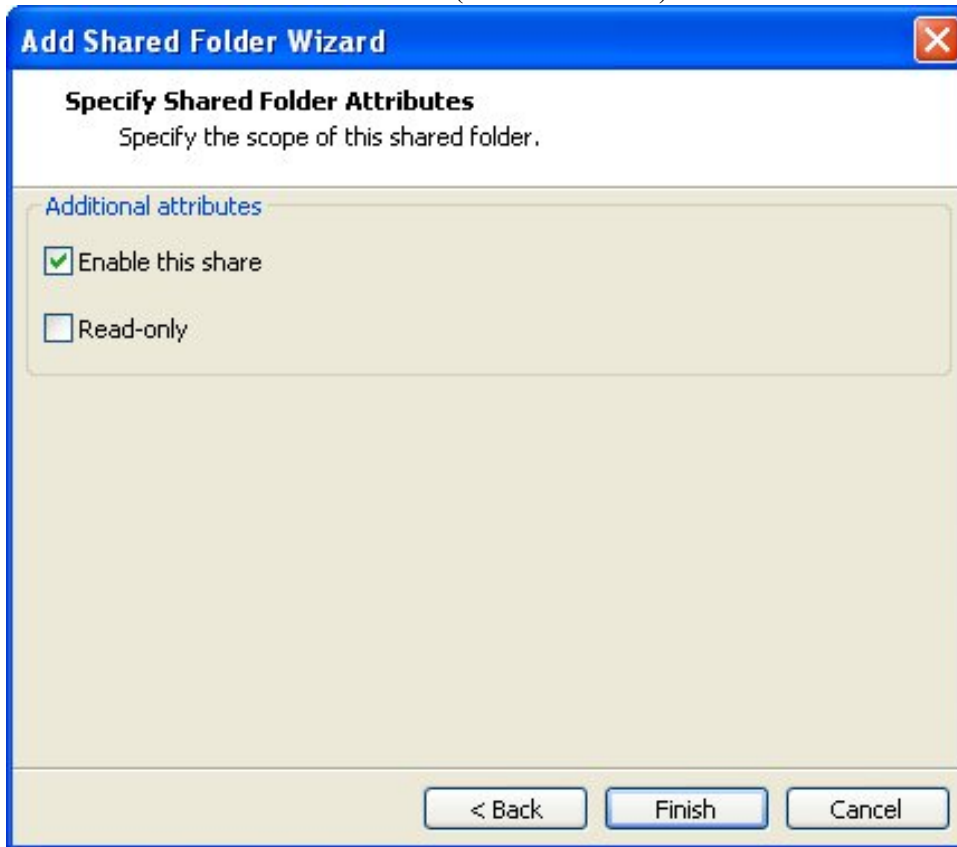 Add Shared Folder Wizard
Specify Shared Folder Attributes
Specify the scope of this shared folder.
Additional attributes
Enable this share
Read-only
< Back
Finish
Cancel